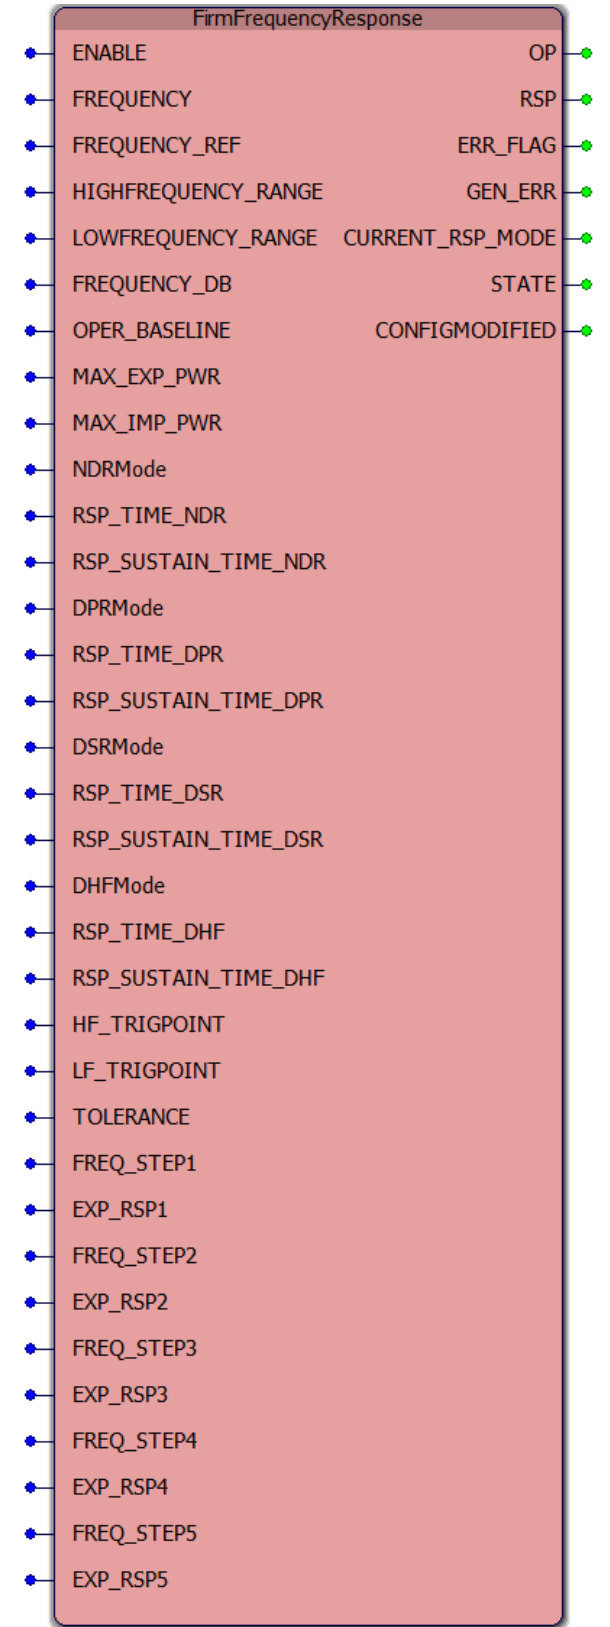 FirmFrequencyResponse
ENABLE OP
FREQUENCY RSP
FREQUENCY_REF ERR_FLAG
HIGHFREQUENCY_RANGE GEN_ERR
LOWFREQUENCY_RANGE CURRENT_RSP_MODE
FREQUENCY_DB STATE
OPER_BASELINE CONFIGMODIFIED
MAX_EXP_PWR
MAX_IMP_PWR
NDRMode
RSP_TIME_NDR
RSP_SUSTAIN_TIME_NDR
DPRMode
RSP_TIME_DPR
RSP_SUSTAIN_TIME_DPR
DSRMode
RSP_TIME_DSR
RSP_SUSTAIN_TIME_DSR
DHFMode
RSP_TIME_DHF
RSP_SUSTAIN_TIME_DHF
HF_TRIGPOINT
LF_TRIGPOINT
TOLERANCE
FREQ_STEP1
EXP_RSP1
FREQ_STEP2
EXP_RSP2
FREQ_STEP3
EXP_RSP3
FREQ_STEP4
EXP_RSP4
FREQ_STEP5
EXP_RSP5